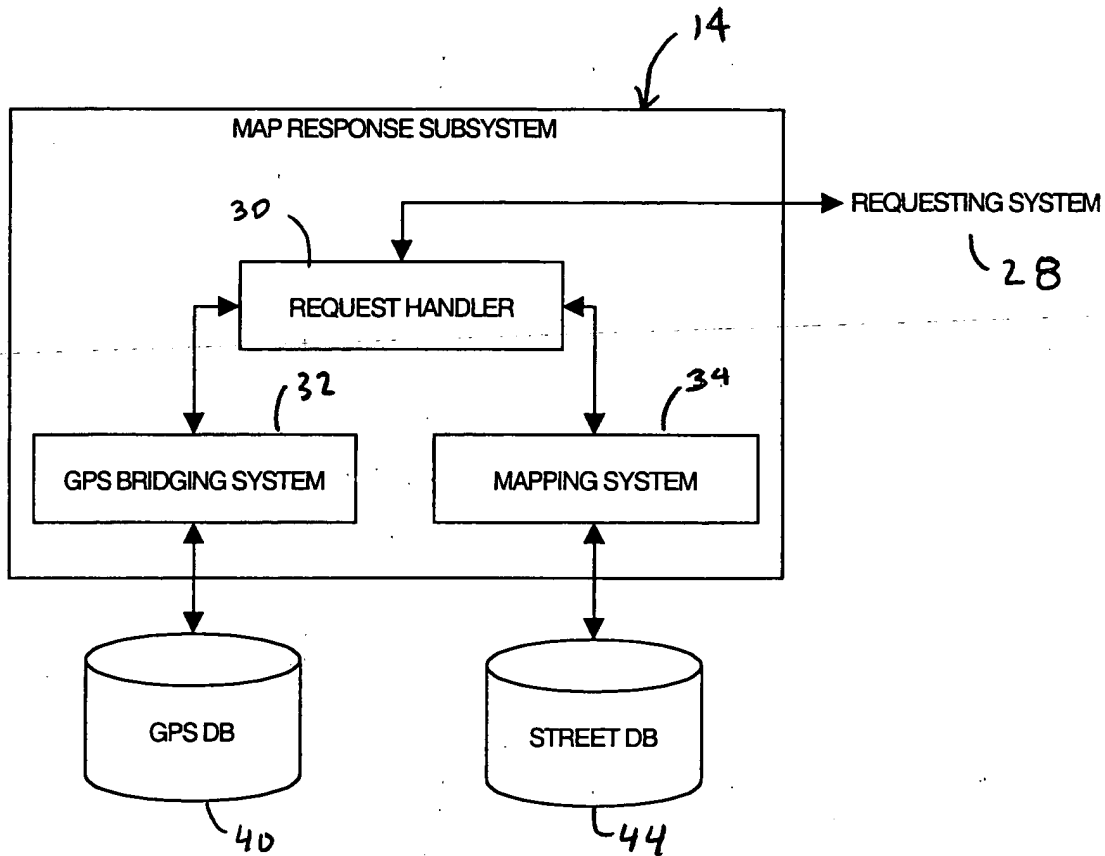 14
MAP RESPONSE SUBSYSTEM
REQUESTING SYSTEM
28
30
REQUEST HANDLER
32
34
GPS BRIDGING SYSTEM
MAPPING SYSTEM
GPS DB
STREET DB
40
44